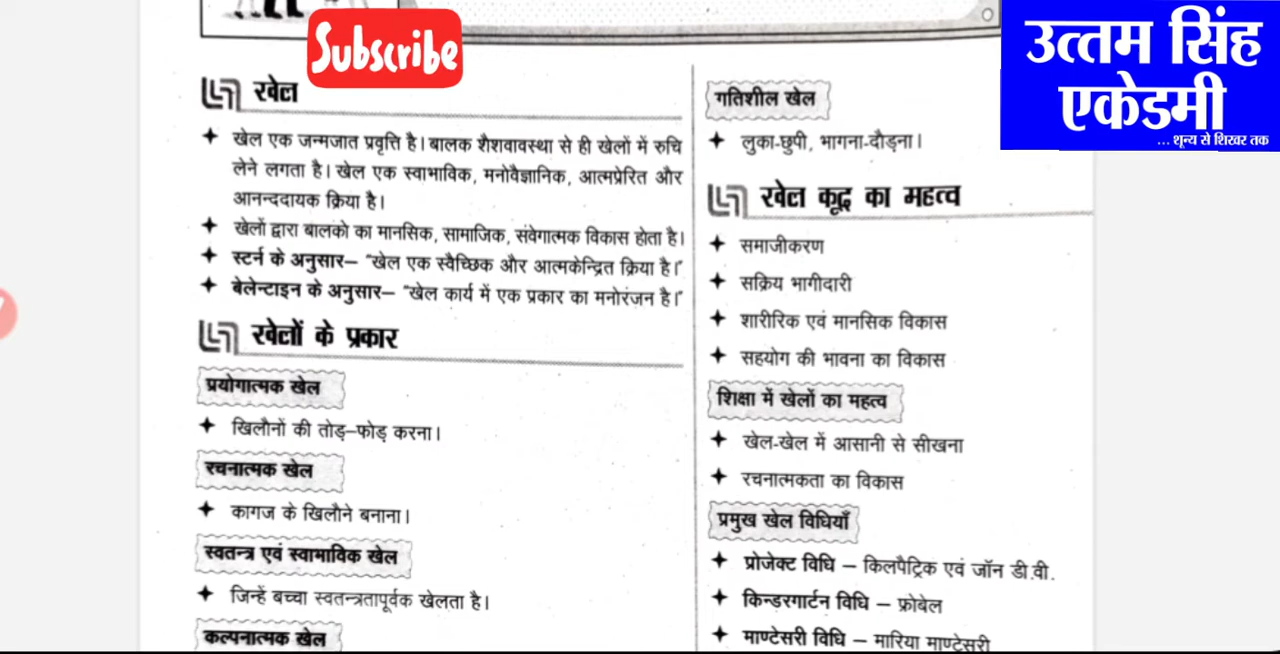 Subscribe
उत्तम सिंह
एकेडमी
... शून्य से शिखर तक
खेल
खेल एक जन्मजात प्रवृत्ति है। बालक शैशवावस्था से ही खेलों में रुचि
लेने लगता है। खेल एक स्वाभाविक, मनोवैज्ञानिक, आत्मप्रेरित और
आनन्ददायक क्रिया है।
खेलों द्वारा बालको का मानसिक, सामाजिक, संवेगात्मक विकास होता है।
स्टर्न के अनुसार– "खेल एक स्वैच्छिक और आत्मकेन्द्रित क्रिया है।"
बेलेन्टाइन के अनुसार– "खेल कार्य में एक प्रकार का मनोरंजन है।"
खेलों के प्रकार
प्रयोगात्मक खेल
खिलौनों की तोड़–फोड़ करना।
रचनात्मक खेल
कागज के खिलौने बनाना।
स्वतन्त्र एवं स्वाभाविक खेल
जिन्हें बच्चा स्वतन्त्रतापूर्वक खेलता है।
कल्पनात्मक खेल
गतिशील खेल
लुका-छुपी, भागना-दौड़ना।
खेल कूद का महत्व
समाजीकरण
सक्रिय भागीदारी
शारीरिक एवं मानसिक विकास
सहयोग की भावना का विकास
शिक्षा में खेलों का महत्व
खेल-खेल में आसानी से सीखना
रचनात्मकता का विकास
प्रमुख खेल विधियाँ
प्रोजेक्ट विधि – किलपैट्रिक एवं जॉन डी.वी.
किन्डरगार्टन विधि – फ्रोबेल
माण्टेसरी विधि – मारिया माण्टेसरी